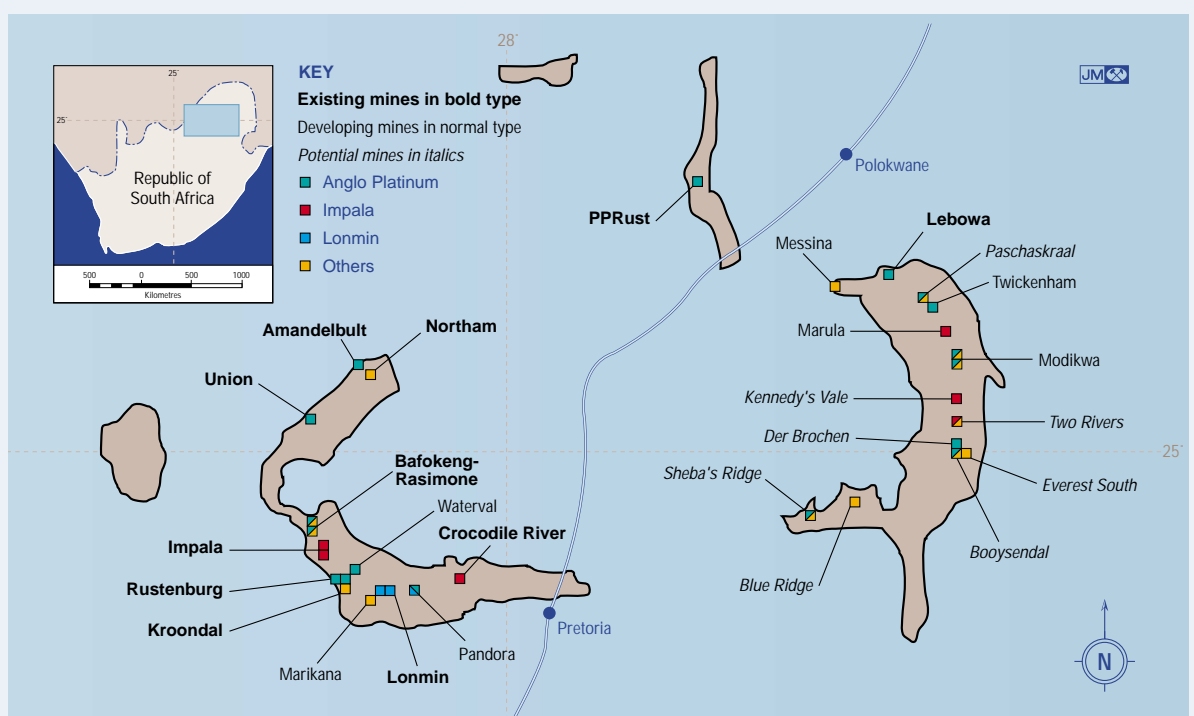 28°
25°
25°
Republic of
South Africa
500
0
500
1000
Kilometres
KEY
Existing mines in bold type
Developing mines in normal type
Potential mines in italics
Anglo Platinum
Impala
Lonmin
Others
JM
Polokwane
PPRust
Lebowa
Messina
Paschaskraal
Twickenham
Marula
Modikwa
Kennedy's Vale
Two Rivers
Der Brochen
25°
Sheba's Ridge
Everest South
Booysendal
Blue Ridge
Amandelbult
Northam
Union
Bafokeng-
Rasimone
Waterval
Impala
Crocodile River
Rustenburg
Kroondal
Marikana
Lonmin
Pandora
Pretoria
N